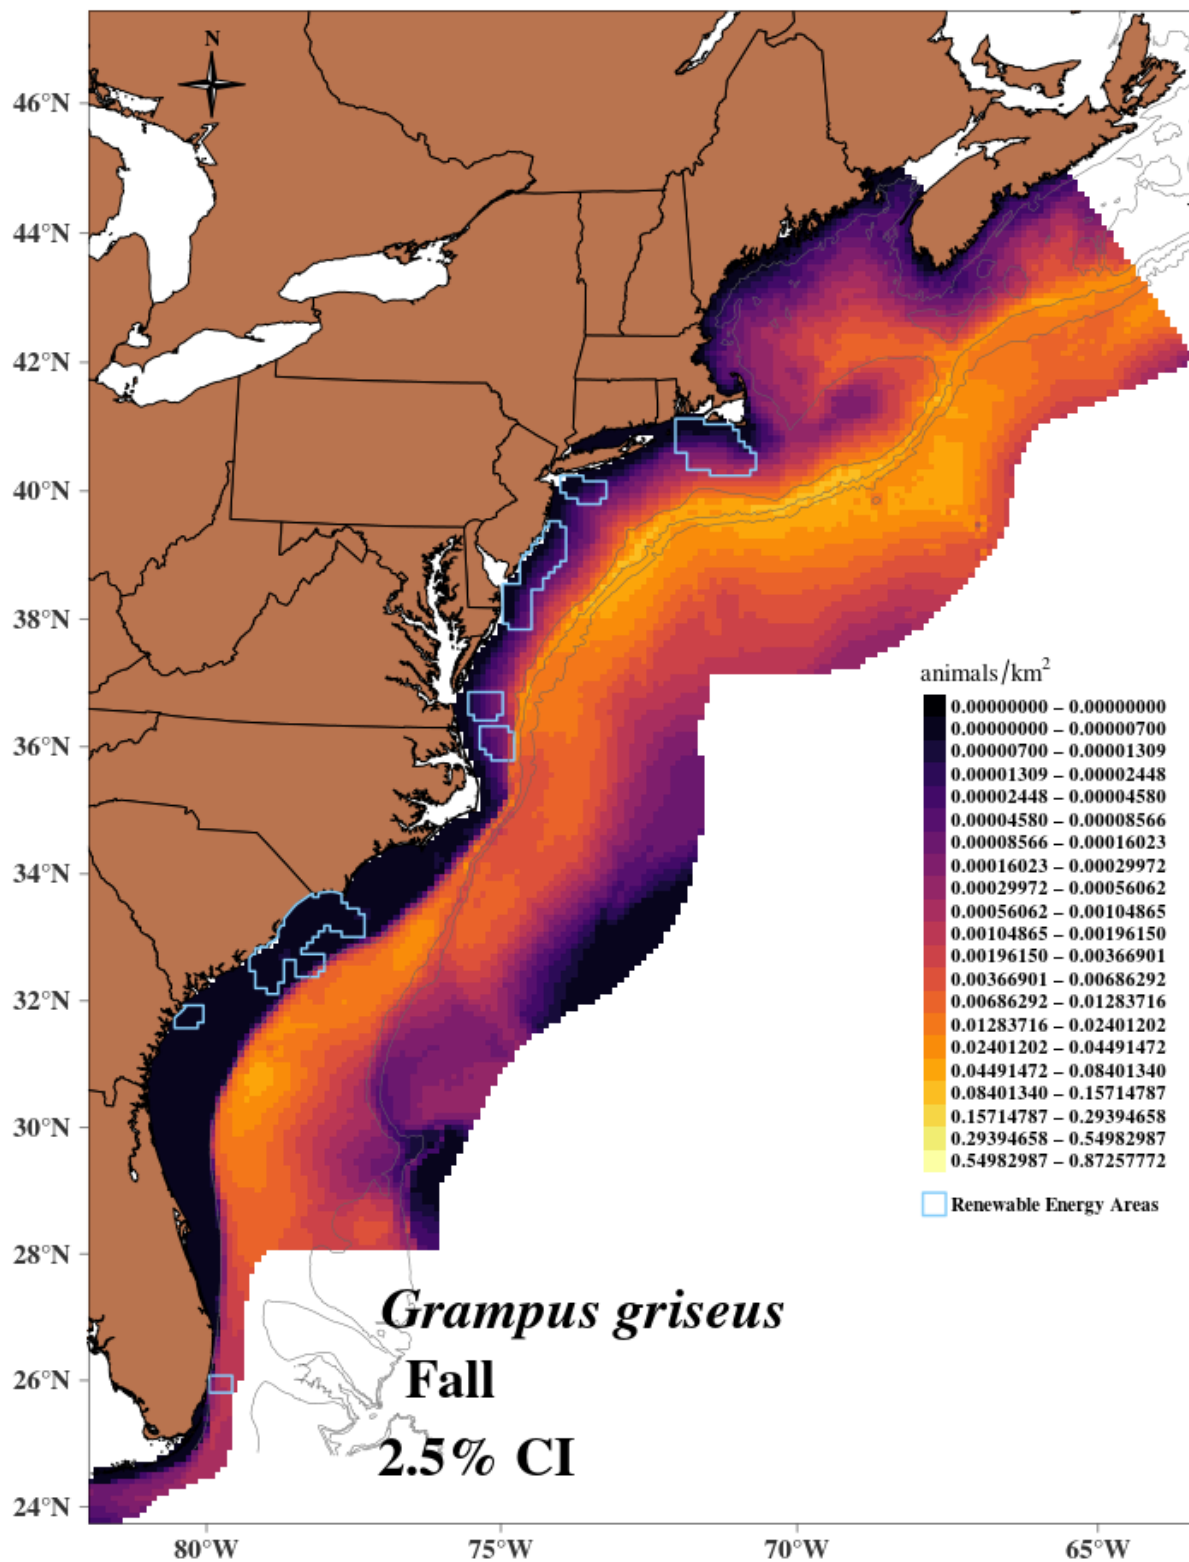 N
46°N
44°N
42°N
40°N
38°N
36°N
34°N
32°N
30°N
28°N
26°N
24°N
80°W
75°W
70°W
65°W
animals/km²
0.00000000 – 0.00000000
0.00000000 – 0.00000700
0.00000700 – 0.00001309
0.00001309 – 0.00002448
0.00002448 – 0.00004580
0.00004580 – 0.00008566
0.00008566 – 0.00016023
0.00016023 – 0.00029972
0.00029972 – 0.00056062
0.00056062 – 0.00104865
0.00104865 – 0.00196150
0.00196150 – 0.00366901
0.00366901 – 0.00686292
0.00686292 – 0.01283716
0.01283716 – 0.02401202
0.02401202 – 0.04491472
0.04491472 – 0.08401340
0.08401340 – 0.15714787
0.15714787 – 0.29394658
0.29394658 – 0.54982987
0.54982987 – 0.87257772
Renewable Energy Areas
Grampus griseus
Fall
2.5% CI